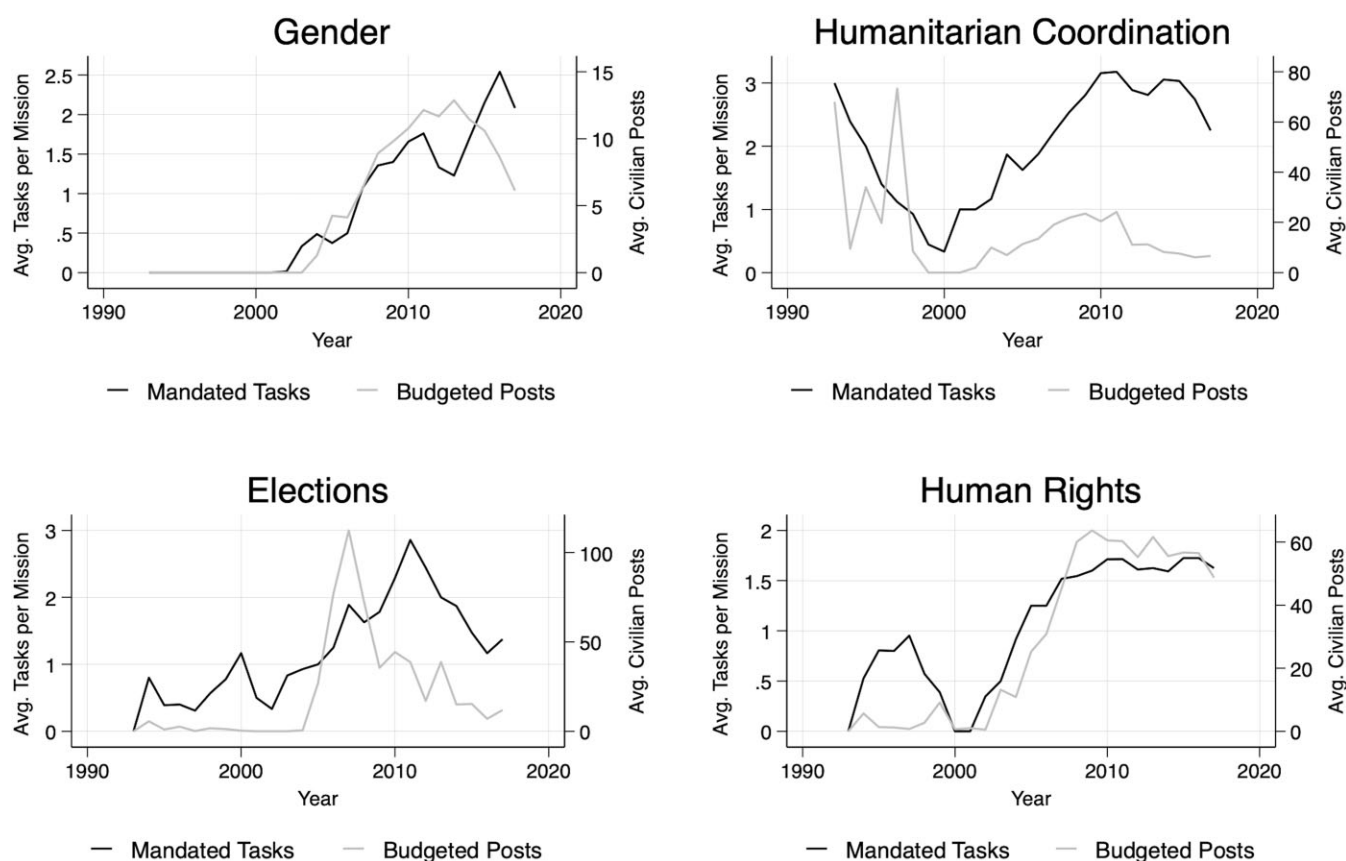 Gender
Avg. Tasks per Mission
2.5
2
1.5
1
.5
0
15
10
5
0
Avg. Civilian Posts
1990 2000 2010 2020
Year
Mandated Tasks Budgeted Posts
Humanitarian Coordination
Avg. Tasks per Mission
3
2
1
0
80
60
40
20
0
Avg. Civilian Posts
1990 2000 2010 2020
Year
Mandated Tasks Budgeted Posts
Elections
Avg. Tasks per Mission
3
2
1
0
100
50
0
Avg. Civilian Posts
1990 2000 2010 2020
Year
Mandated Tasks Budgeted Posts
Human Rights
Avg. Tasks per Mission
2
1.5
1
.5
0
60
40
20
0
Avg. Civilian Posts
1990 2000 2010 2020
Year
Mandated Tasks Budgeted Posts